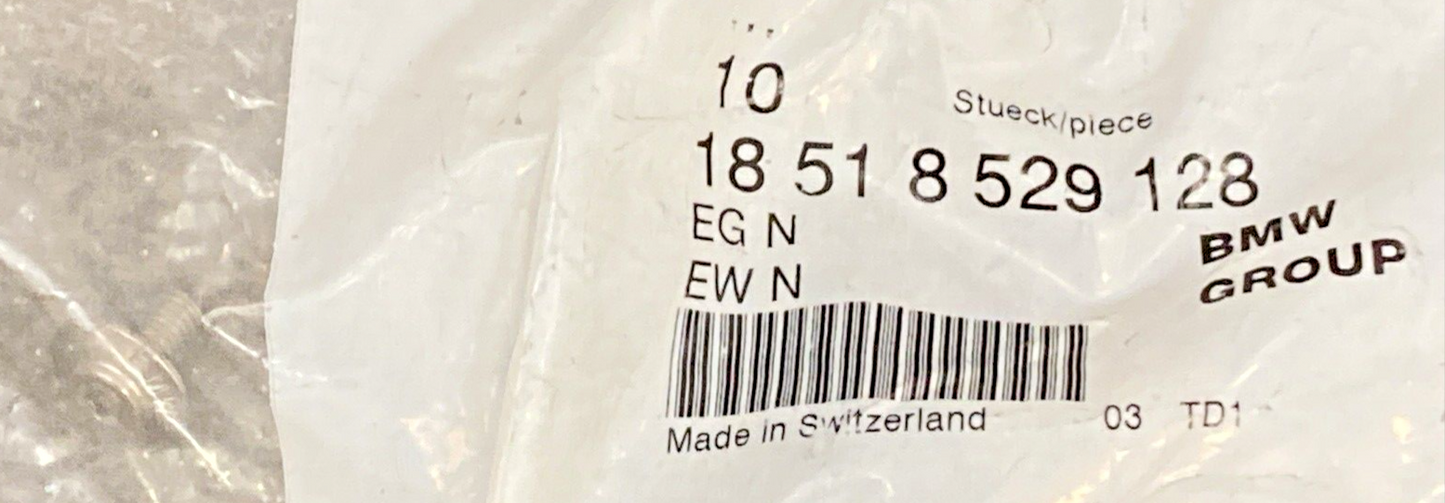 10 Stueck/piece
18 51 8 529 128
EG N
EW N
BMW
GROUP
Made in Switzerland 03 TD1